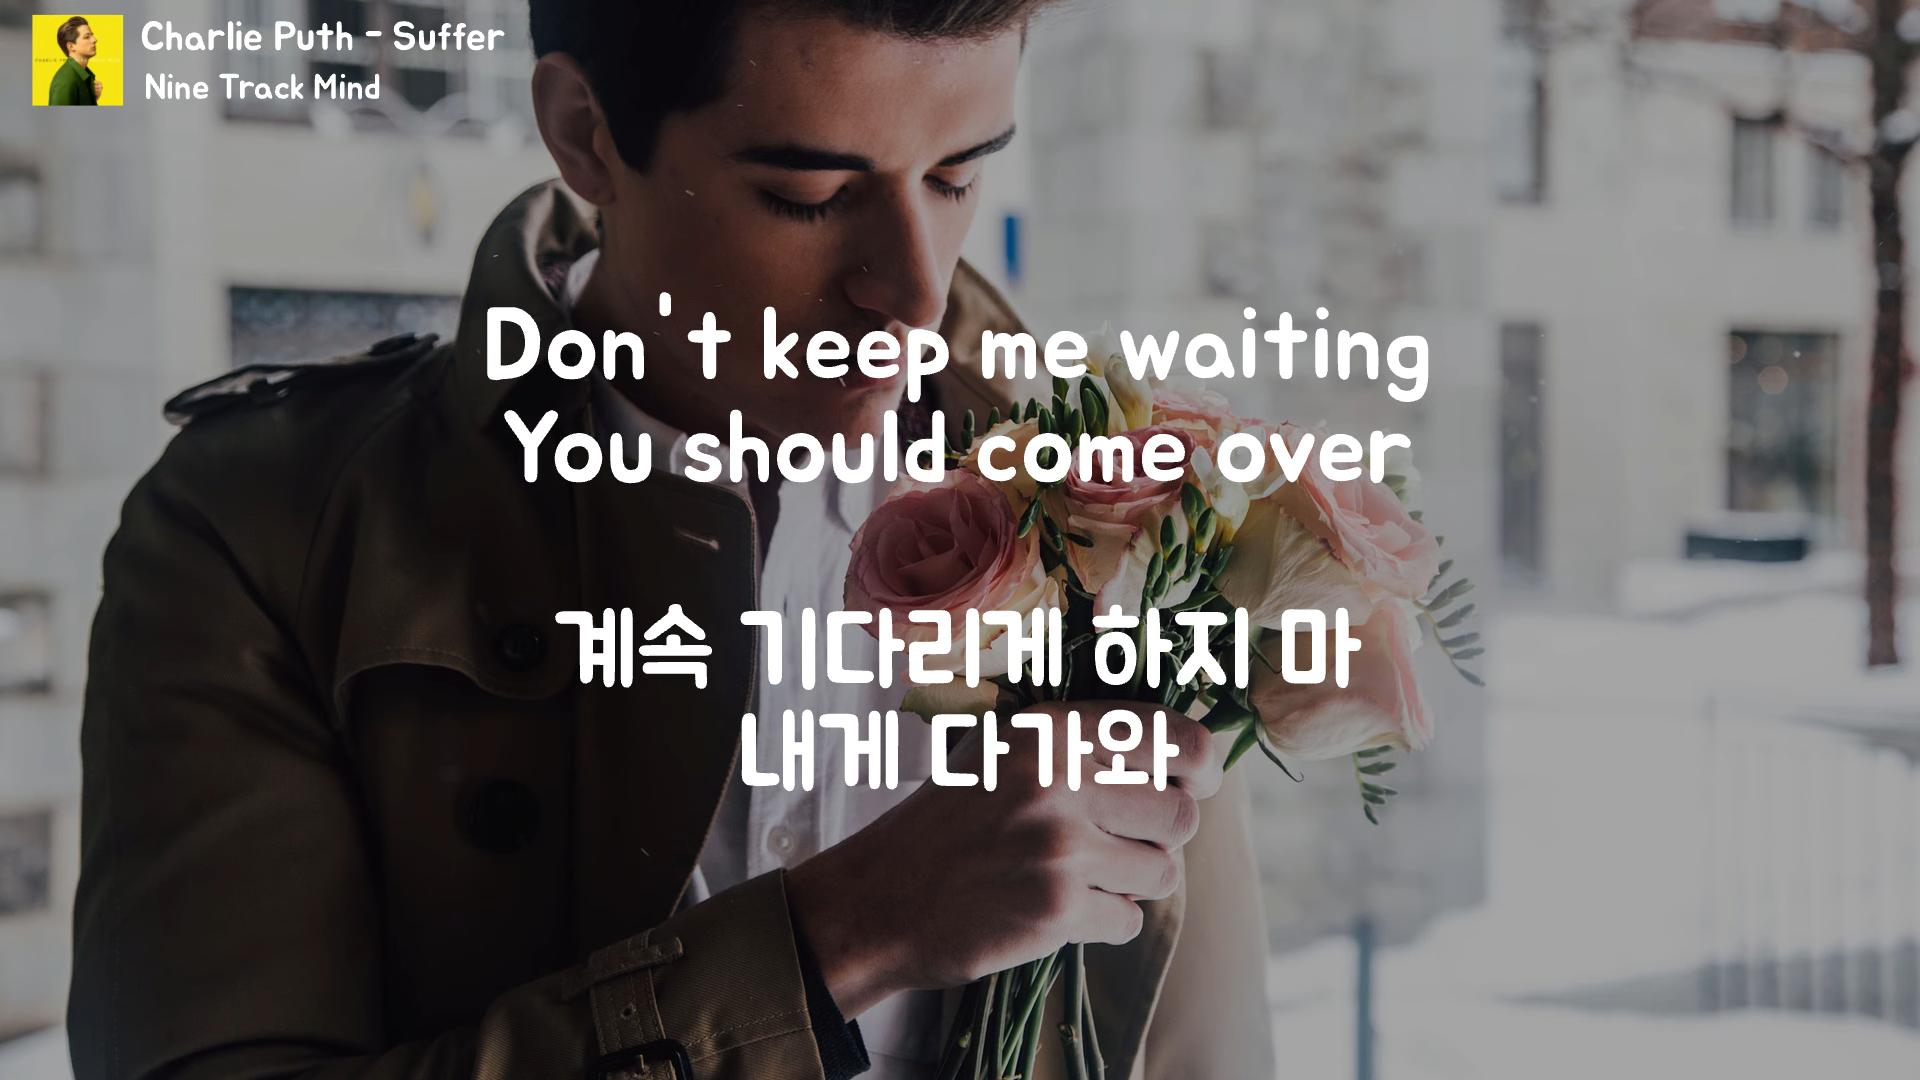 Charlie Puth - Suffer
Nine Track Mind
Don't keep me waiting
You should come over
계속 기다리게 하지 마
내게 다가와